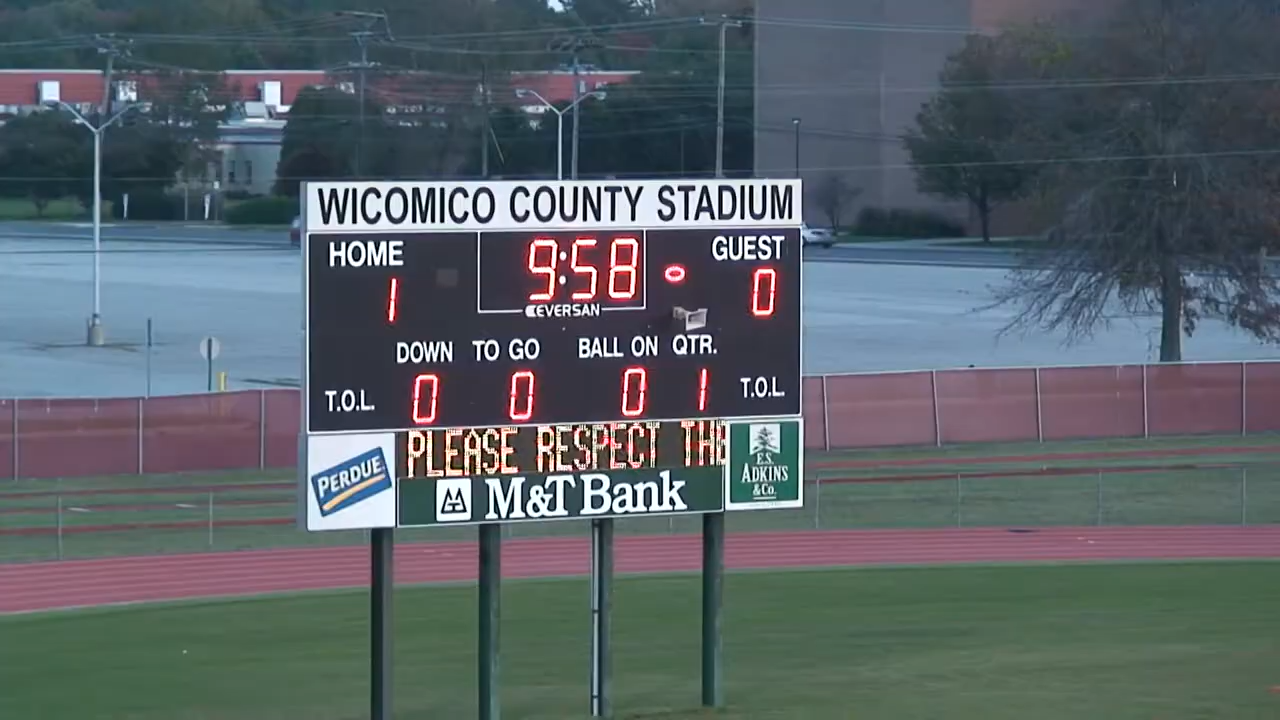 WICOMICO COUNTY STADIUM
HOME
9:58
GUEST
1
0
EVERSAN
DOWN TO GO BALL ON QTR.
T.O.L. 0 0 0 1 T.O.L.
PLEASE RESPECT THE
PERDUE
M&T Bank
E.S.
ADKINS
& Co.